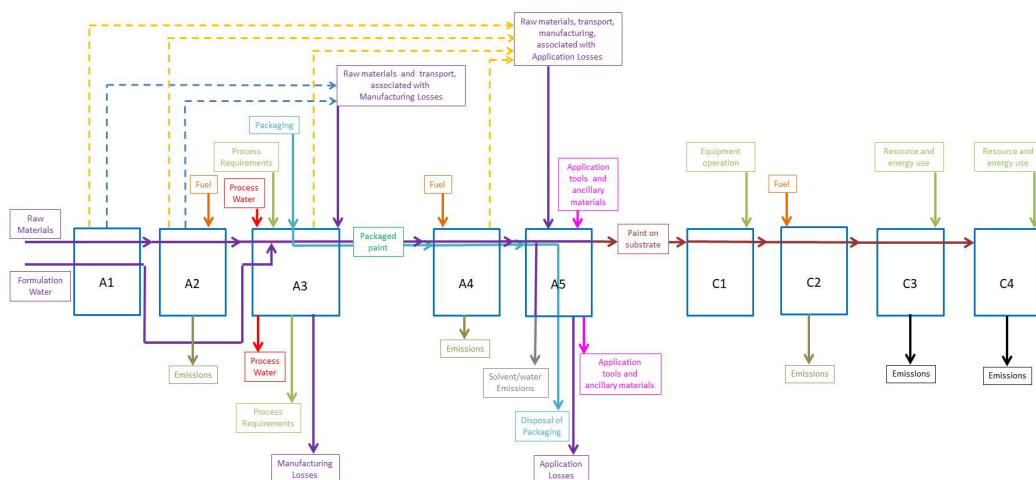 Raw materials, transport,
manufacturing,
associated with
Application Losses
Raw materials and transport,
associated with
Manufacturing Losses
Packaging
Process
Requirements
Equipment
operation
Resource and
energy use
Resource and
energy use
Fuel
Process
Water
Fuel
Application
tools and
ancillary
materials
Fuel
Raw
Materials
Packaged
paint
Paint on
substrate
Formulation
Water
A1
A2
A3
A4
A5
C1
C2
C3
C4
Emissions
Process
Water
Emissions
Solvent/water
Emissions
Application
tools and
ancillary materials
Emissions
Emissions
Emissions
Process
Requirements
Disposal of
Packaging
Manufacturing
Losses
Application
Losses